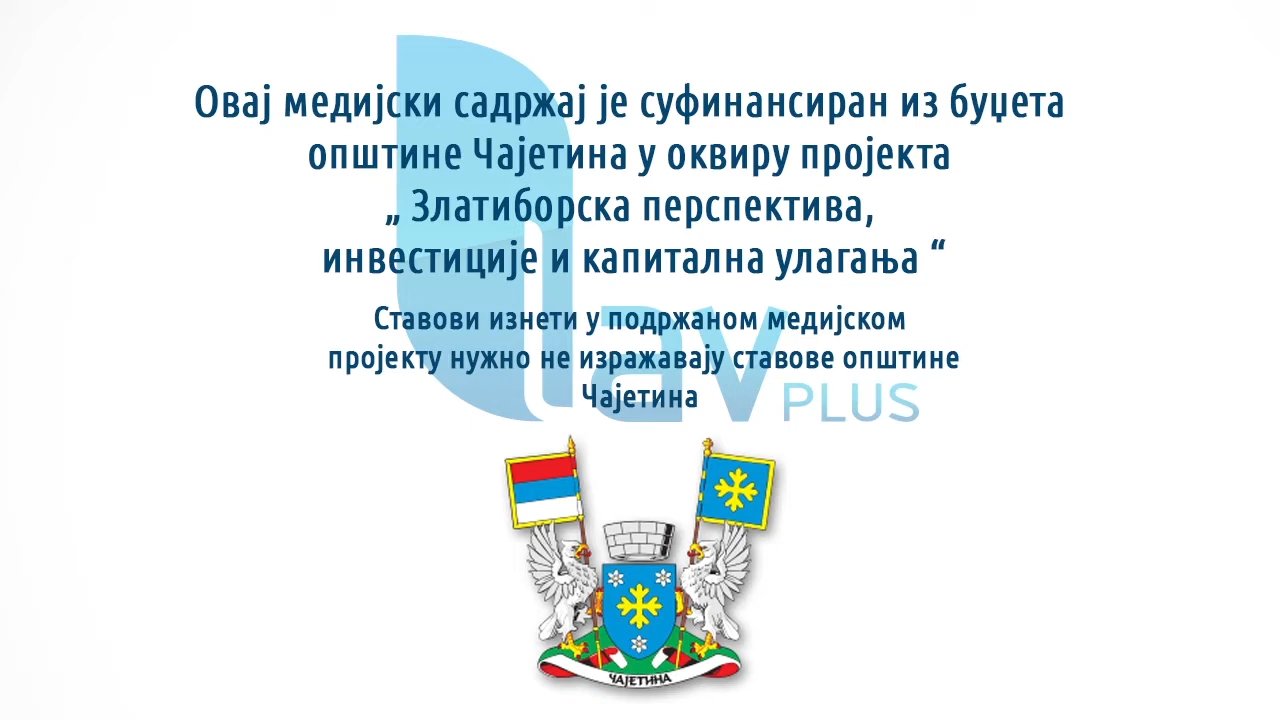 Овај медијски садржај је суфинансиран из буџета
општине Чајетина у оквиру пројекта
„ Златиборска перспектива,
инвестиције и капитална улагања “
Ставови изнети у подржаном медијском
пројекту нужно не изражавају ставове општине
Чајетина
lav PLUS
ЧАЈЕТИНА